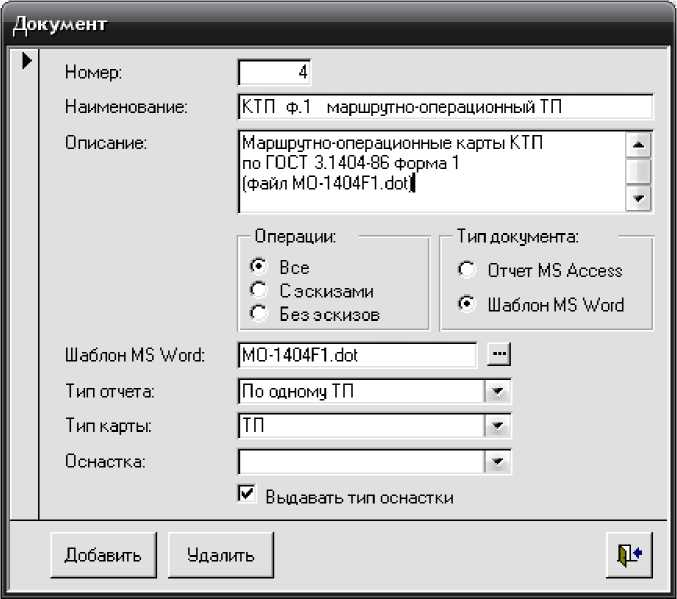 Документ
Номер: 4
Наименование: КТП ф.1 маршрутно-операционный ТП
Описание: Маршрутно-операционные карты КТП
по ГОСТ 3.1404-86 форма 1
(файл МО-1404F1.dot)
Операции: Тип документа:
Все Отчет MS Access
С эскизами
Шаблон MS Word
Без эскизов
Шаблон MS Word: МО-1404F1.dot ...
Тип отчета: По одному ТП
Тип карты: ТП
Оснастка:
Выдавать тип оснастки
Добавить Удалить